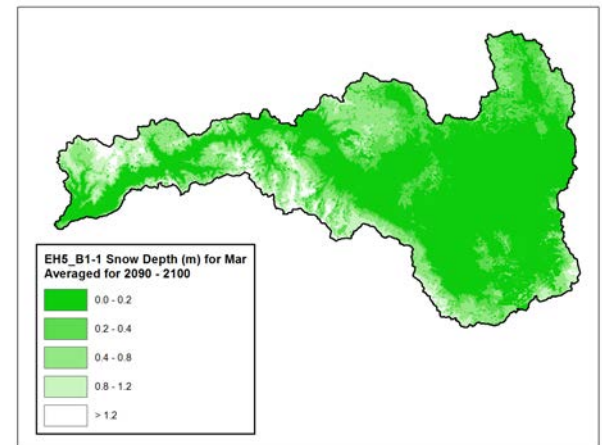 EH5_B1-1 Snow Depth (m) for Mar
Averaged for 2090 - 2100
0.0 - 0.2
0.2 - 0.4
0.4 - 0.8
0.8 - 1.2
> 1.2